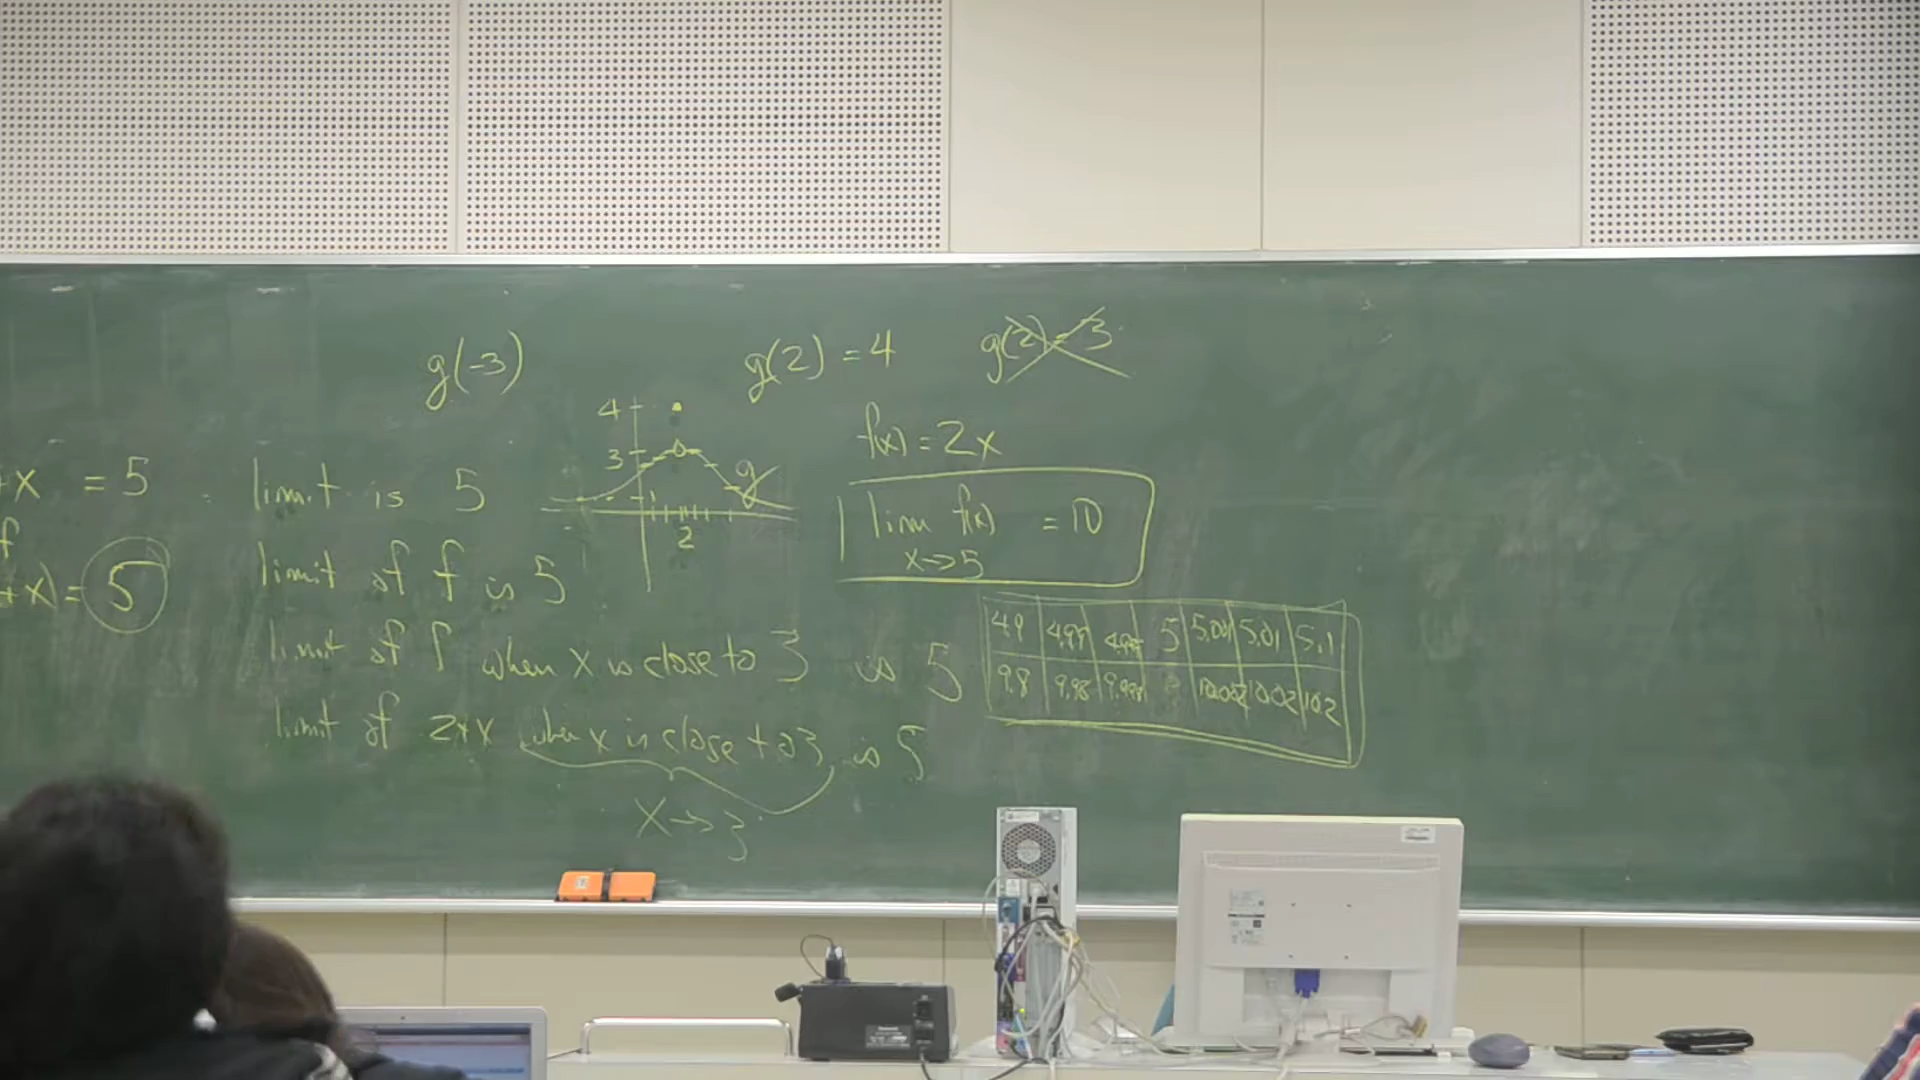 g(-3)
g(2) = 4
g(2) = 3
4
3
1
2
g
+x = 5
f
+x) = 5
limit is 5
limit of f is 5
limit of f when x is close to 3 is 5
limit of 2+x when x is close to 3 is 5
x → 3
f(x) = 2x
lim f(x) = 10
x → 5
4.9 4.99 5 5.001 5.01 5.1
9.8 9.98 9.998 10.002 10.02 10.2